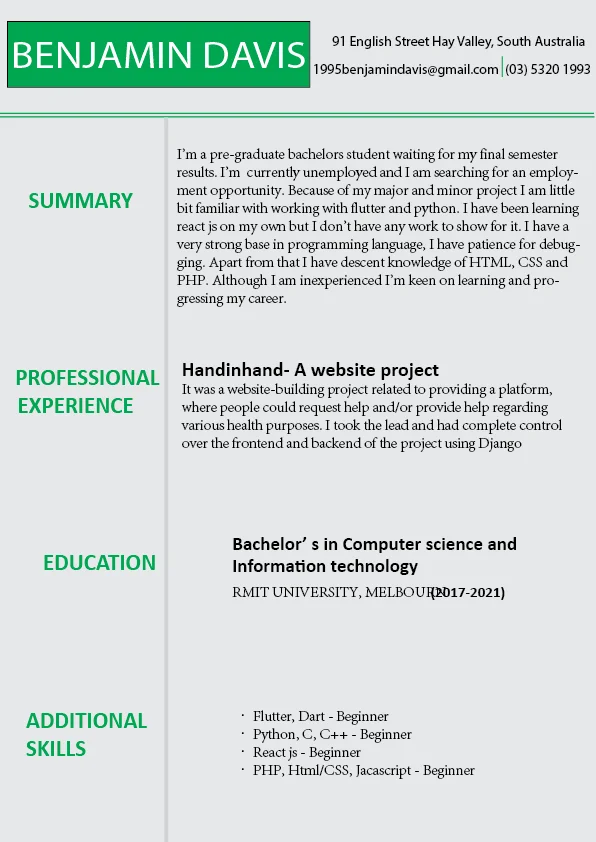 BENJAMIN DAVIS
91 English Street Hay Valley, South Australia
1995benjamindavis@gmail.com (03) 5320 1993
SUMMARY
I'm a pre-graduate bachelors student waiting for my final semester
results. I'm currently unemployed and I am searching for an employ-
ment opportunity. Because of my major and minor project I am little
bit familiar with working with flutter and python. I have been learning
react js on my own but I don't have any work to show for it. I have a
very strong base in programming language, I have patience for debug-
ging. Apart from that I have descent knowledge of HTML, CSS and
PHP. Although I am inexperienced I'm keen on learning and pro-
gressing my career.
PROFESSIONAL
EXPERIENCE
Handinhand- A website project
It was a website-building project related to providing a platform,
where people could request help and/or provide help regarding
various health purposes. I took the lead and had complete control
over the frontend and backend of the project using Django
EDUCATION
Bachelor' s in Computer science and
Information technology
RMIT UNIVERSITY, MELBOURN (2017-2021)
ADDITIONAL
SKILLS
· Flutter, Dart - Beginner
· Python, C, C++ - Beginner
· React js - Beginner
· PHP, Html/CSS, Jacascript - Beginner